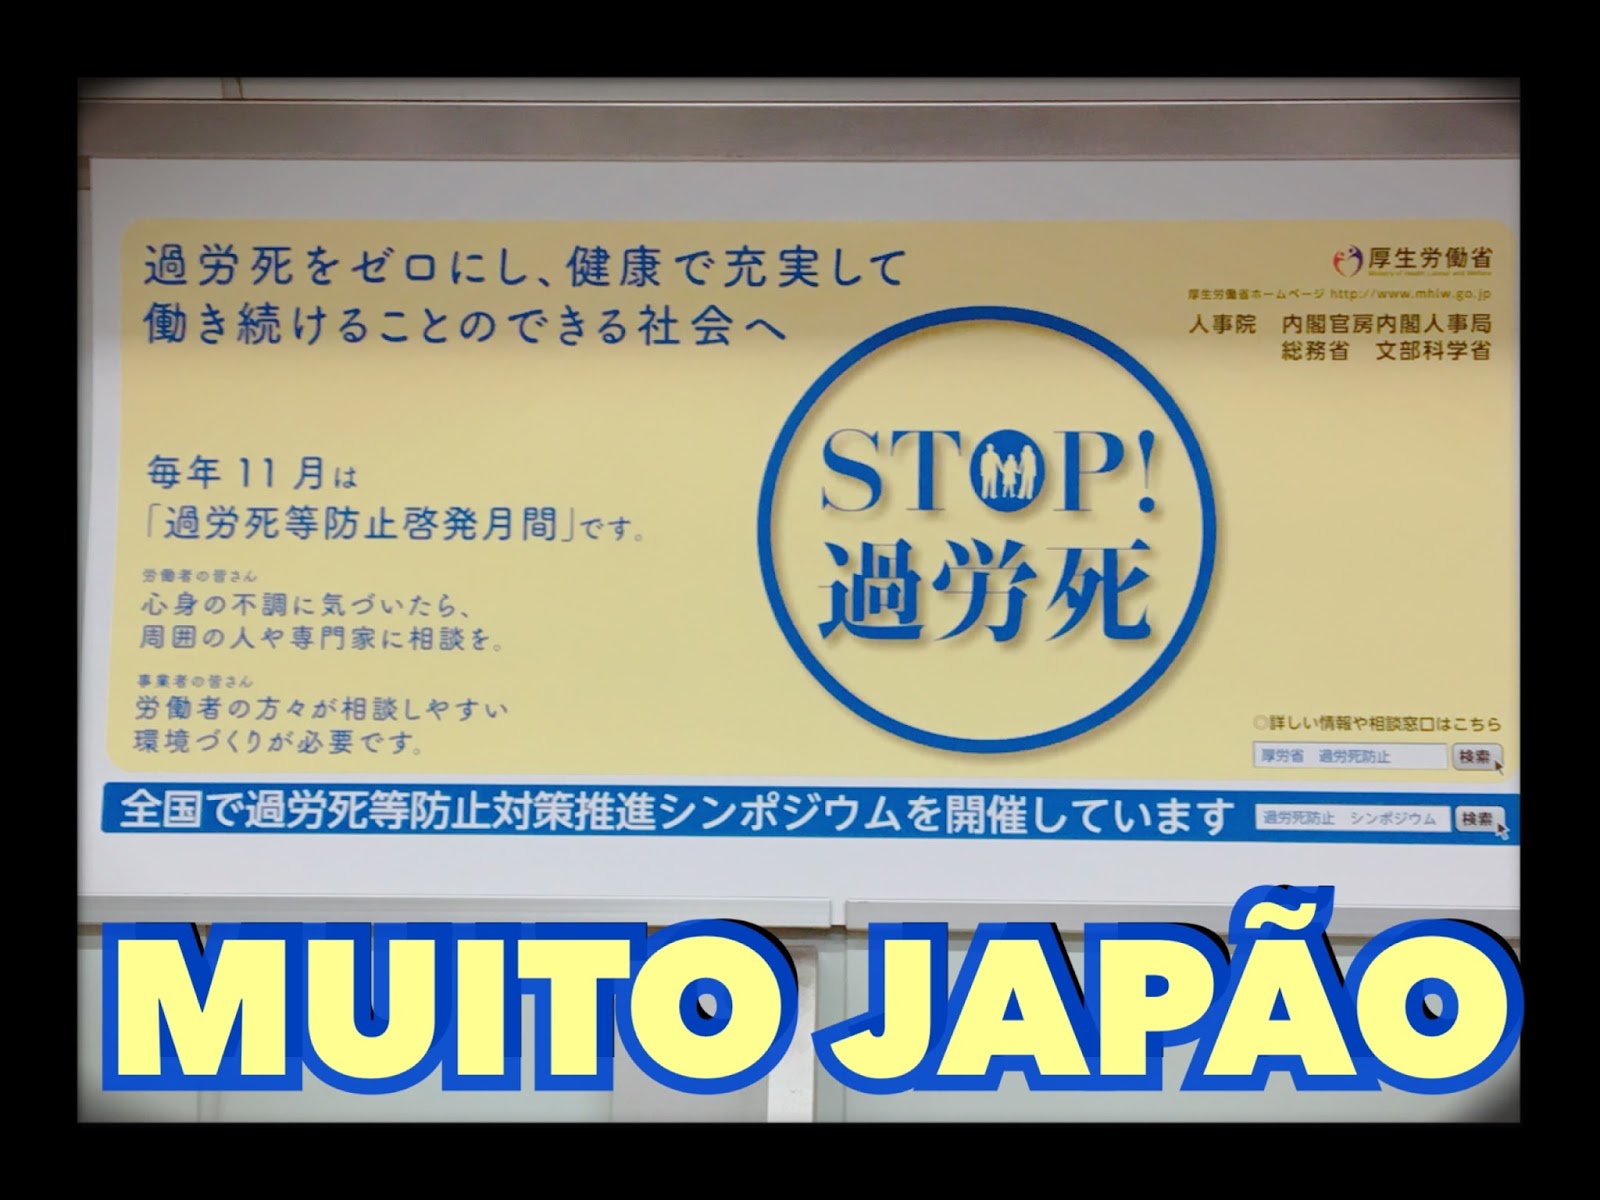 過労死をゼロにし、健康で充実して
働き続けることのできる社会へ
厚生労働省
Ministry of Health, Labour and Welfare
厚生労働省ホームページ http://www.mhlw.go.jp
人事院 内閣官房内閣人事局
総務省 文部科学省
毎年11月は
「過労死等防止啓発月間」です。
労働者の皆さん
心身の不調に気づいたら、
周囲の人や専門家に相談を。
事業者の皆さん
労働者の方々が相談しやすい
環境づくりが必要です。
STOP!
過労死
◎詳しい情報や相談窓口はこちら
厚労省 過労死防止 検索
全国で過労死等防止対策推進シンポジウムを開催しています
過労死防止 シンポジウム 検索
MUITO JAPÃO